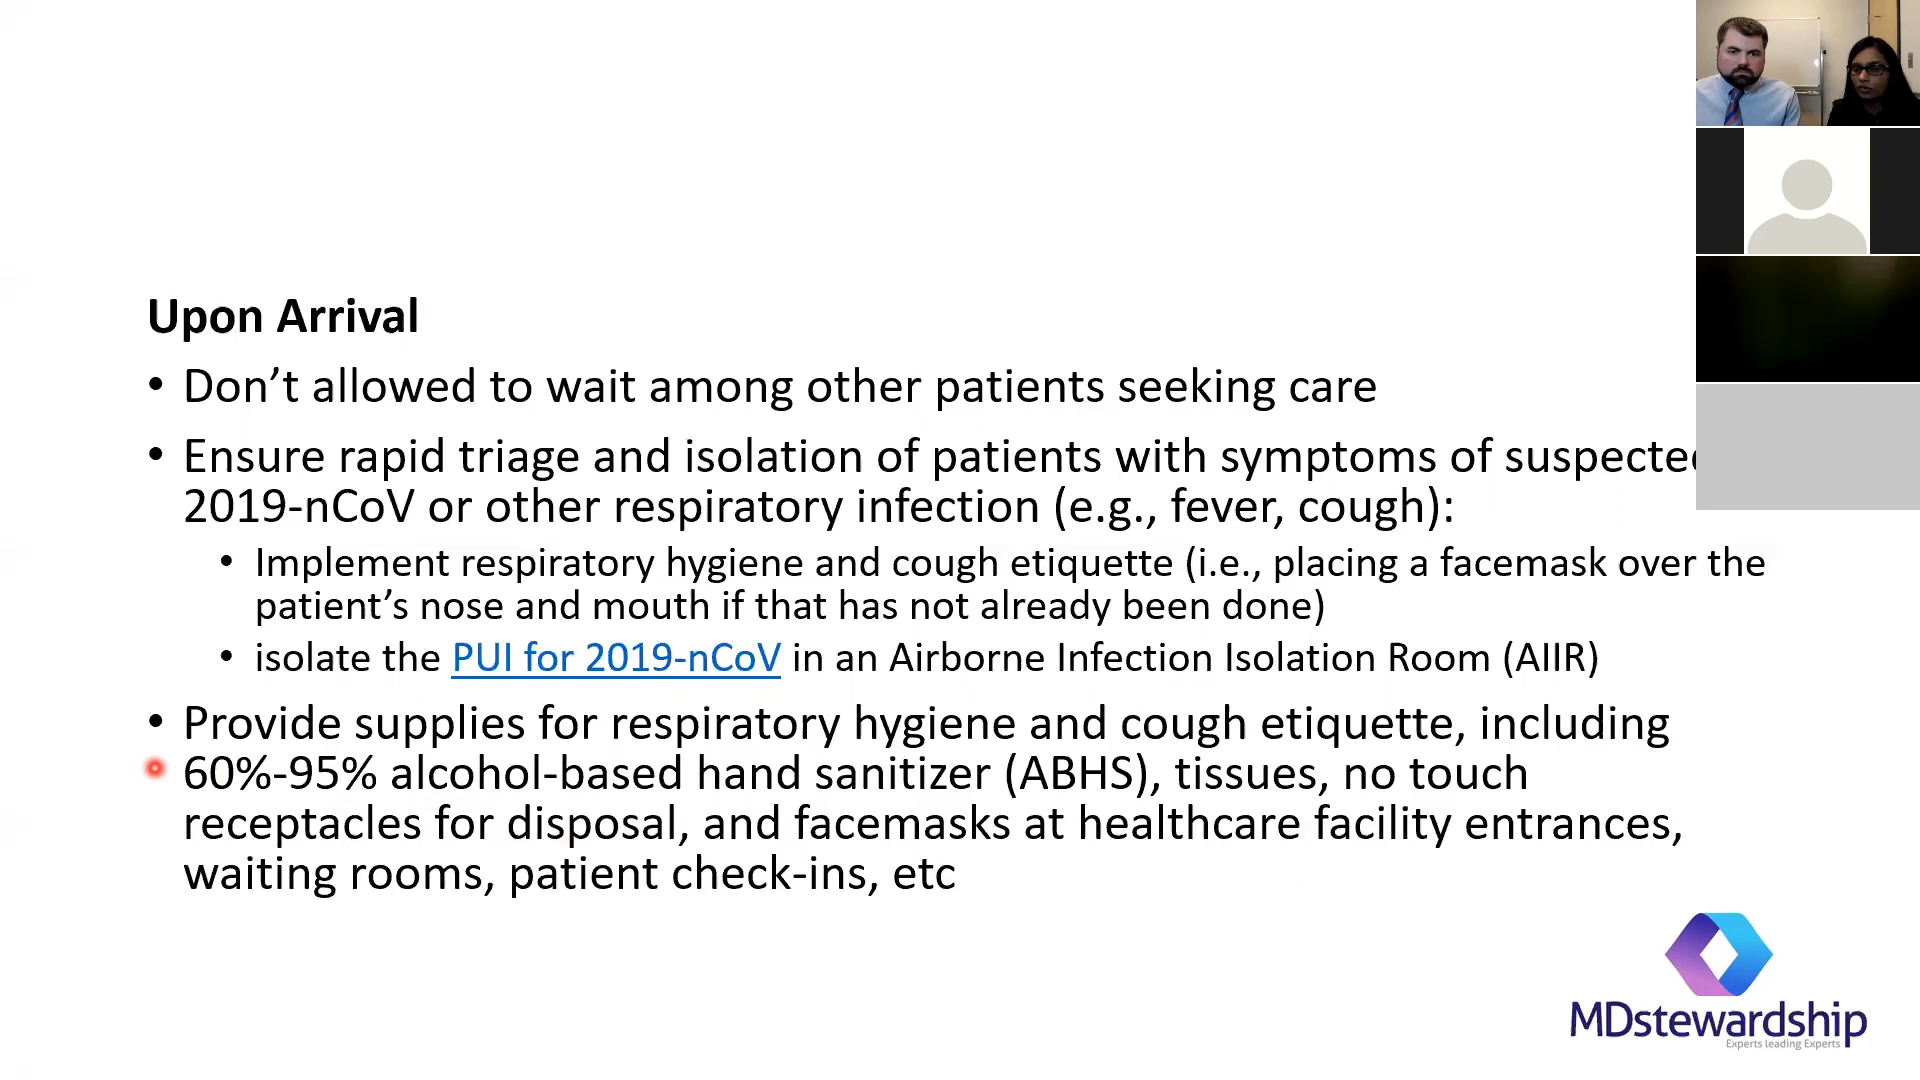 Upon Arrival
• Don’t allowed to wait among other patients seeking care
• Ensure rapid triage and isolation of patients with symptoms of suspected
2019-nCoV or other respiratory infection (e.g., fever, cough):
• Implement respiratory hygiene and cough etiquette (i.e., placing a facemask over the
patient’s nose and mouth if that has not already been done)
• isolate the PUI for 2019-nCoV in an Airborne Infection Isolation Room (AIIR)
• Provide supplies for respiratory hygiene and cough etiquette, including
60%-95% alcohol-based hand sanitizer (ABHS), tissues, no touch
receptacles for disposal, and facemasks at healthcare facility entrances,
waiting rooms, patient check-ins, etc
MDstewardship
Experts leading Experts